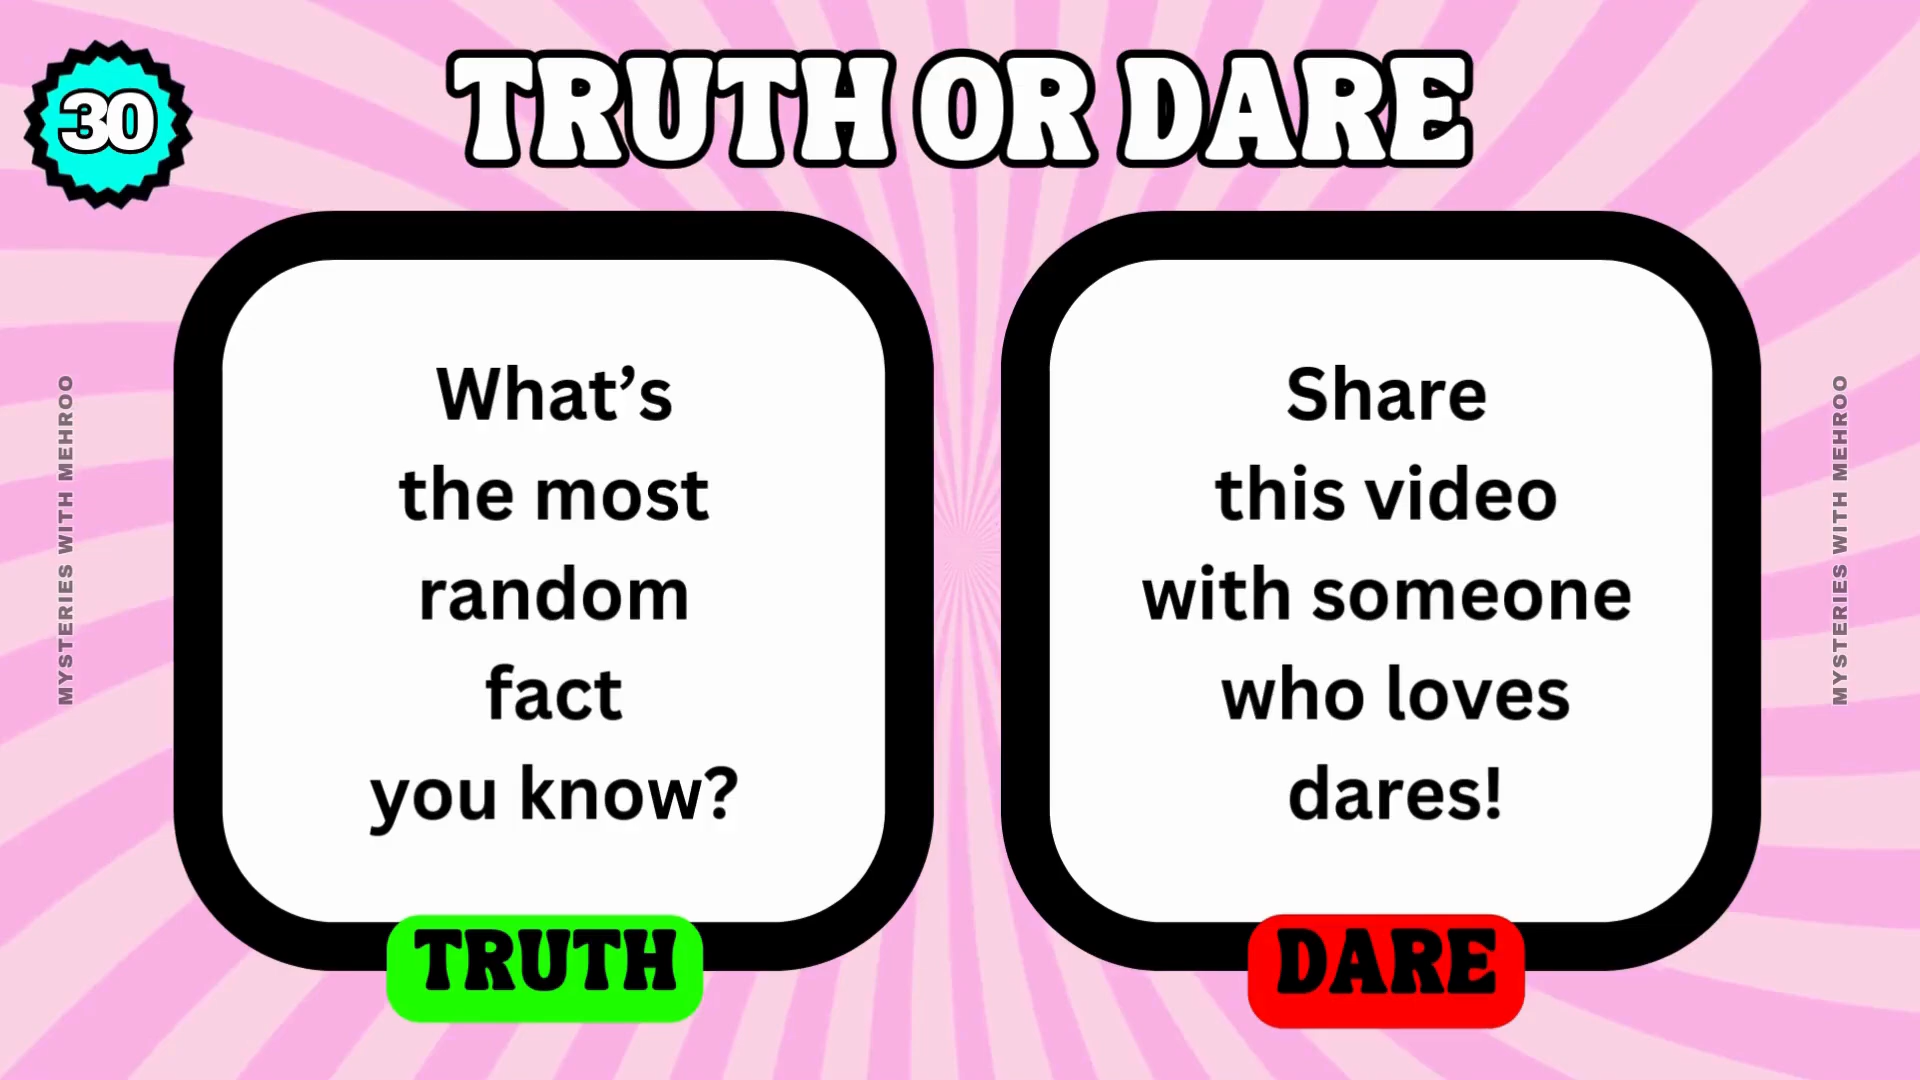 30
TRUTH OR DARE
What’s
the most
random
fact
you know?
TRUTH
Share
this video
with someone
who loves
dares!
DARE
MYSTERIES WITH MEHROO
MYSTERIES WITH MEHROO